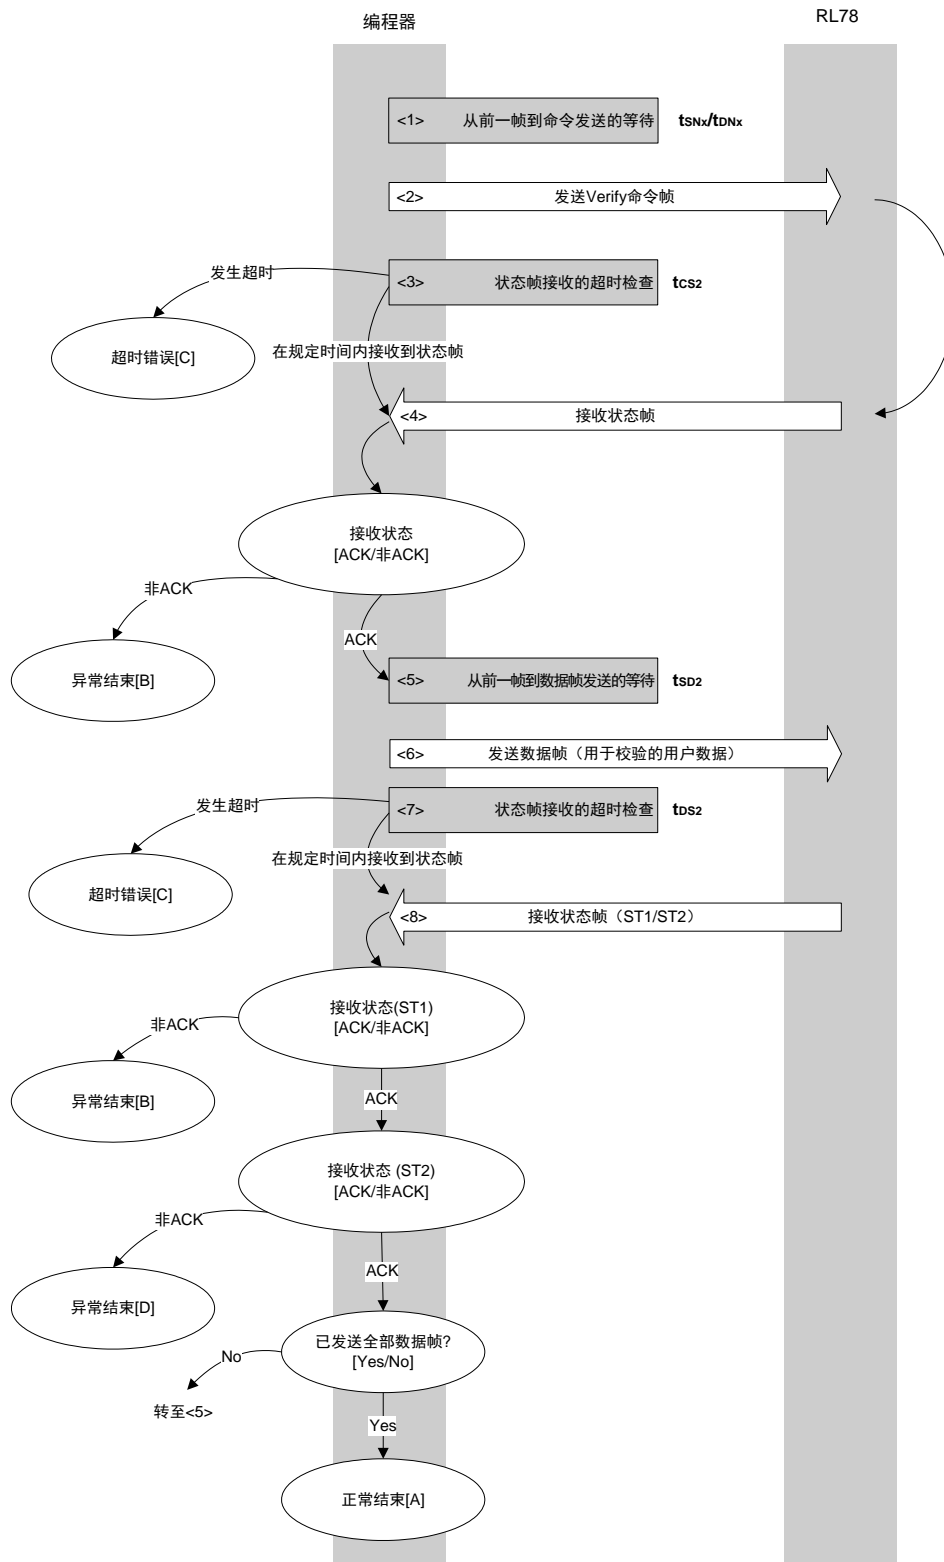 编程器
RL78
<1> 从前一帧到命令发送的等待 tSNx/tDNx
<2> 发送Verify命令帧
发生超时
<3> 状态帧接收的超时检查 tCS2
超时错误[C]
在规定时间内接收到状态帧
<4> 接收状态帧
接收状态
[ACK/非ACK]
非ACK
ACK
异常结束[B]
<5> 从前一帧到数据帧发送的等待 tSD2
<6> 发送数据帧（用于校验的用户数据）
发生超时
<7> 状态帧接收的超时检查 tDS2
在规定时间内接收到状态帧
超时错误[C]
<8> 接收状态帧（ST1/ST2）
接收状态(ST1)
[ACK/非ACK]
非ACK
异常结束[B]
ACK
接收状态 (ST2)
[ACK/非ACK]
非ACK
ACK
异常结束[D]
已发送全部数据帧?
[Yes/No]
No
转至<5>
Yes
正常结束[A]